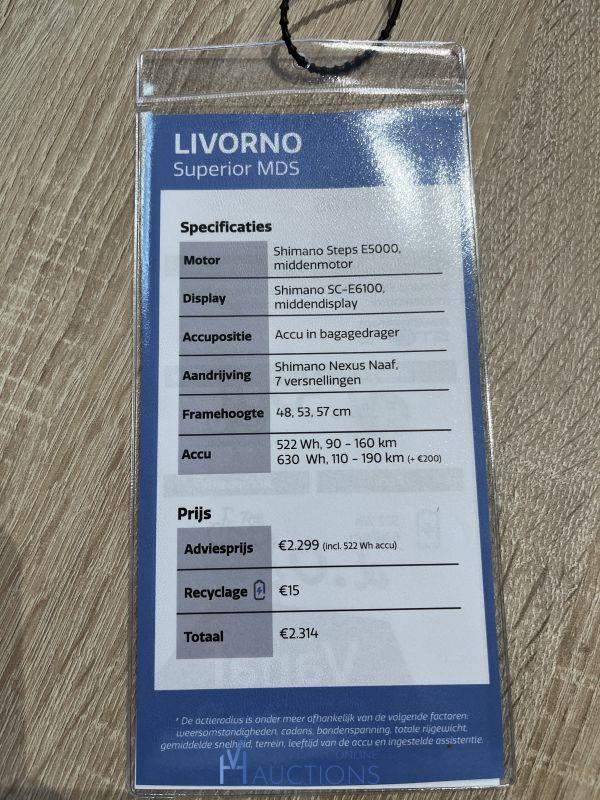 LIVORNO
Superior MDS
Specificaties
Motor Shimano Steps E5000,
middenmotor
Display Shimano SC-E6100,
middendisplay
Accupositie Accu in bagagedrager
Aandrijving Shimano Nexus Naaf,
7 versnellingen
Framehoogte 48, 53, 57 cm
Accu 522 Wh, 90 - 160 km
630 Wh, 110 - 190 km (+ €200)
Prijs
Adviesprijs €2.299 (incl. 522 Wh accu)
Recyclage €15
Totaal €2.314
Vanaf
* De actieradius is onder meer afhankelijk van de volgende factoren:
weersomstandigheden, cadans, bandenspanning, totale rijgewicht,
gemiddelde snelheid, terrein, leeftijd van de accu en ingestelde assistentie.
ONLINE
AUCTIONS